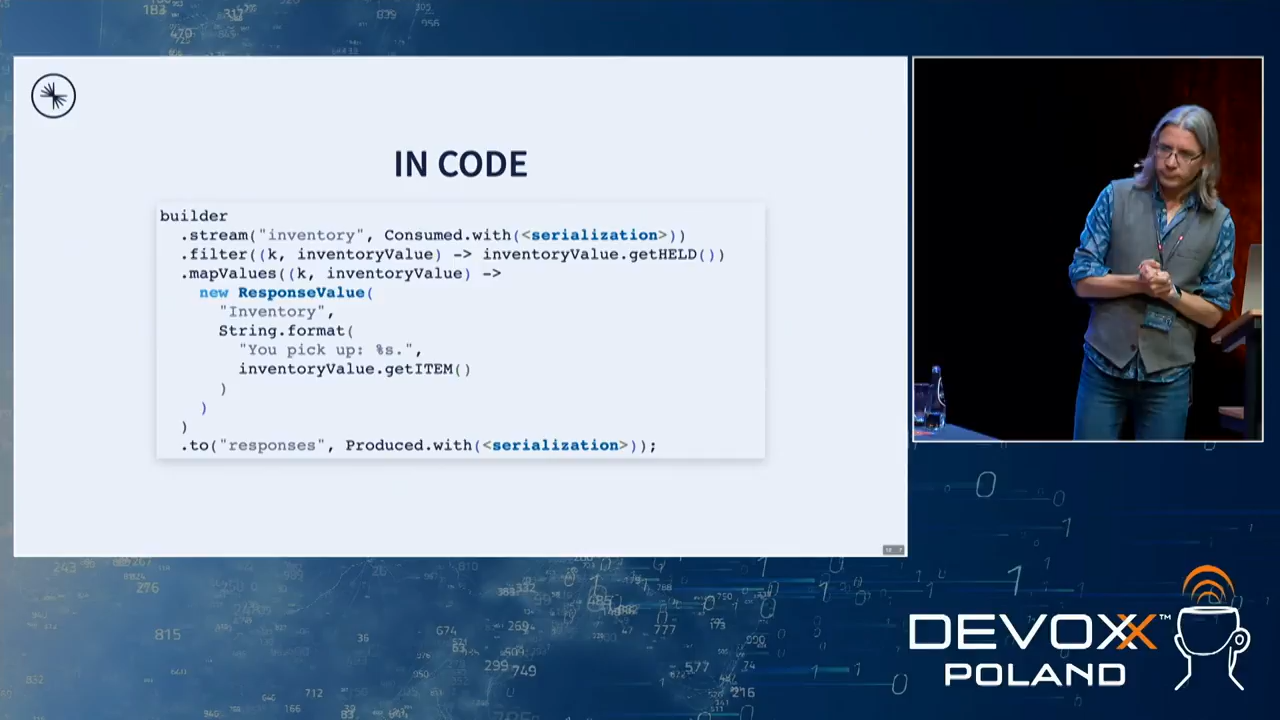 IN CODE
builder
.stream("inventory", Consumed.with(<serialization>))
.filter((k, inventoryValue) -> inventoryValue.getHELD())
.mapValues((k, inventoryValue) ->
new ResponseValue(
"Inventory",
String.format(
"You pick up: %s.",
inventoryValue.getITEM()
)
)
)
.to("responses", Produced.with(<serialization>));
DEVOXX™
POLAND